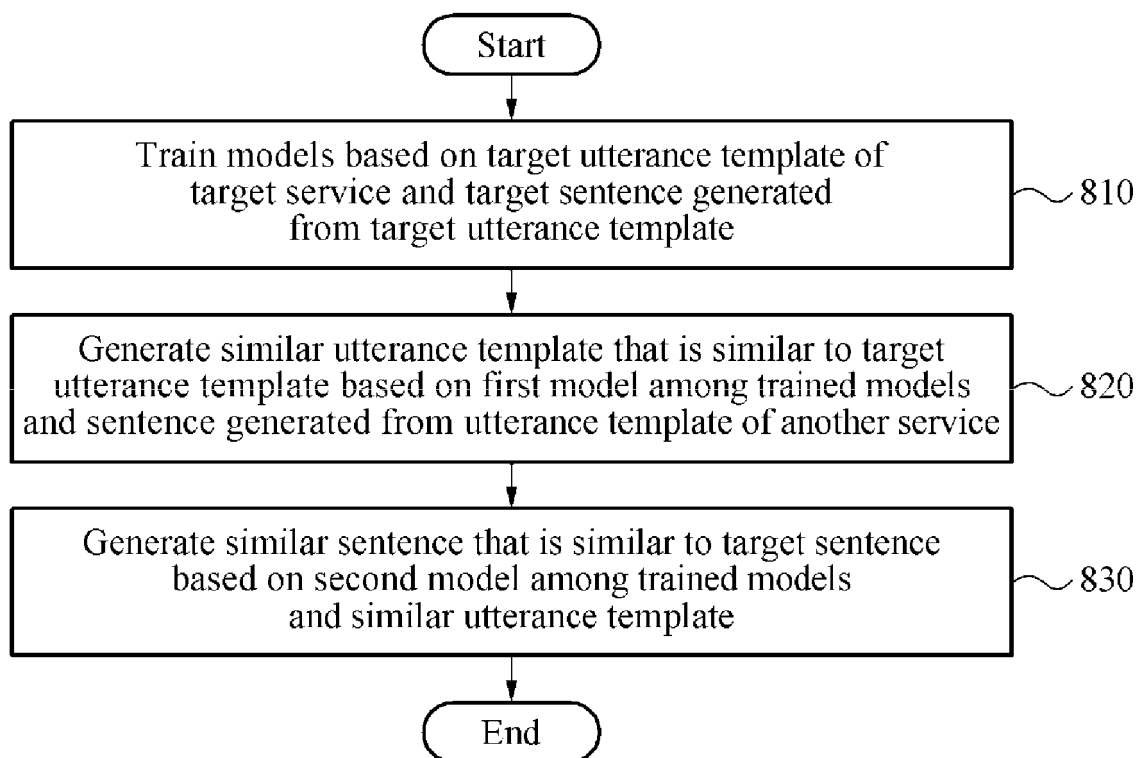 Start
Train models based on target utterance template of
target service and target sentence generated
from target utterance template
810
Generate similar utterance template that is similar to target
utterance template based on first model among trained models
and sentence generated from utterance template of another service
820
Generate similar sentence that is similar to target sentence
based on second model among trained models
and similar utterance template
830
End